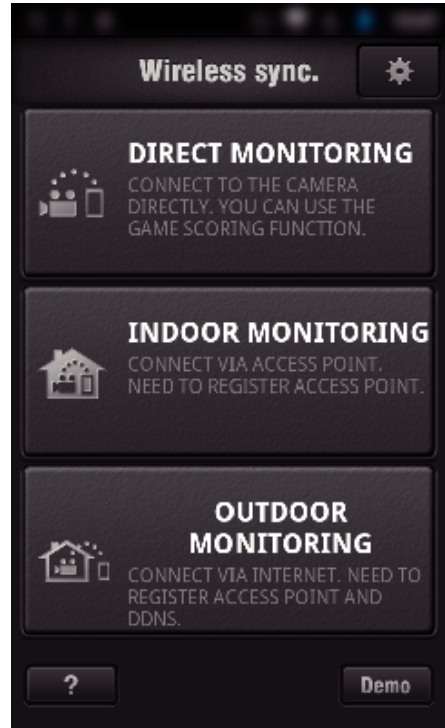 Wireless sync.
DIRECT MONITORING
CONNECT TO THE CAMERA
DIRECTLY. YOU CAN USE THE
GAME SCORING FUNCTION.
INDOOR MONITORING
CONNECT VIA ACCESS POINT.
NEED TO REGISTER ACCESS POINT.
OUTDOOR
MONITORING
CONNECT VIA INTERNET. NEED TO
REGISTER ACCESS POINT AND
DDNS.
?
Demo